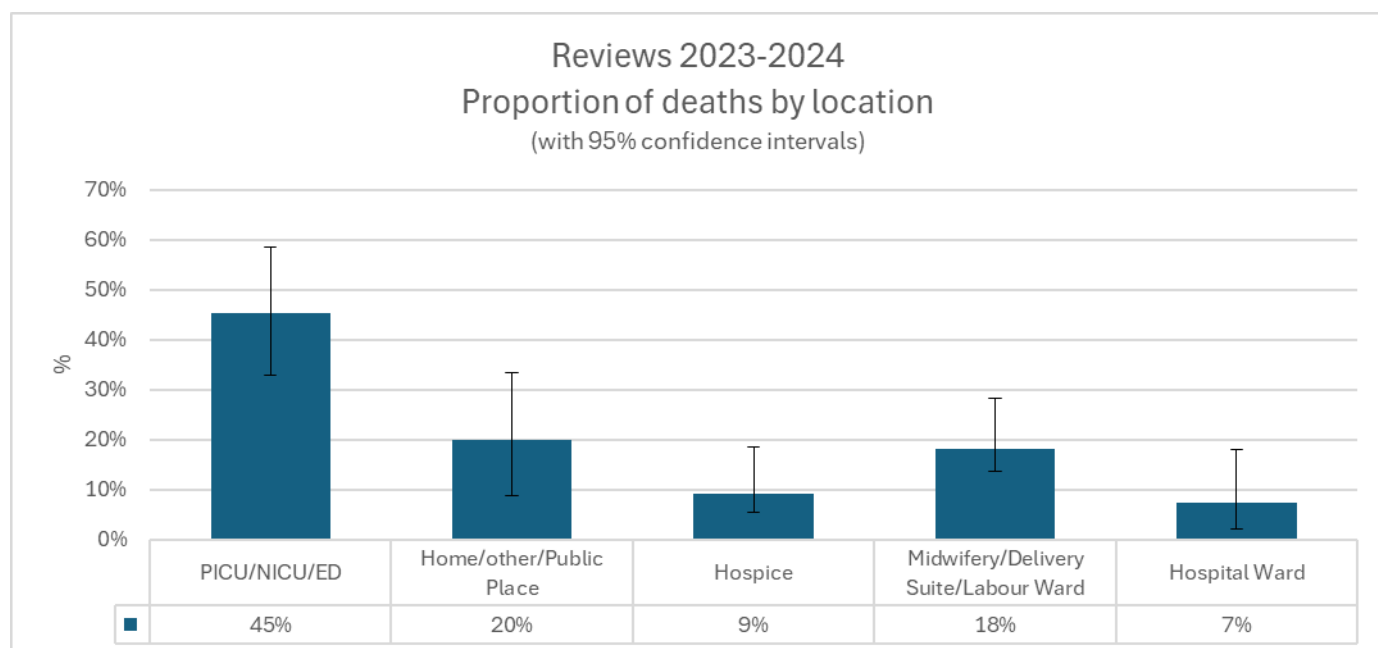 Reviews 2023-2024
Proportion of deaths by location
(with 95% confidence intervals)
70%
60%
50%
40%
30%
20%
10%
0%
%
PICU/NICU/ED
Home/other/Public
Place
Hospice
Midwifery/Delivery
Suite/Labour Ward
Hospital Ward
45%
20%
9%
18%
7%